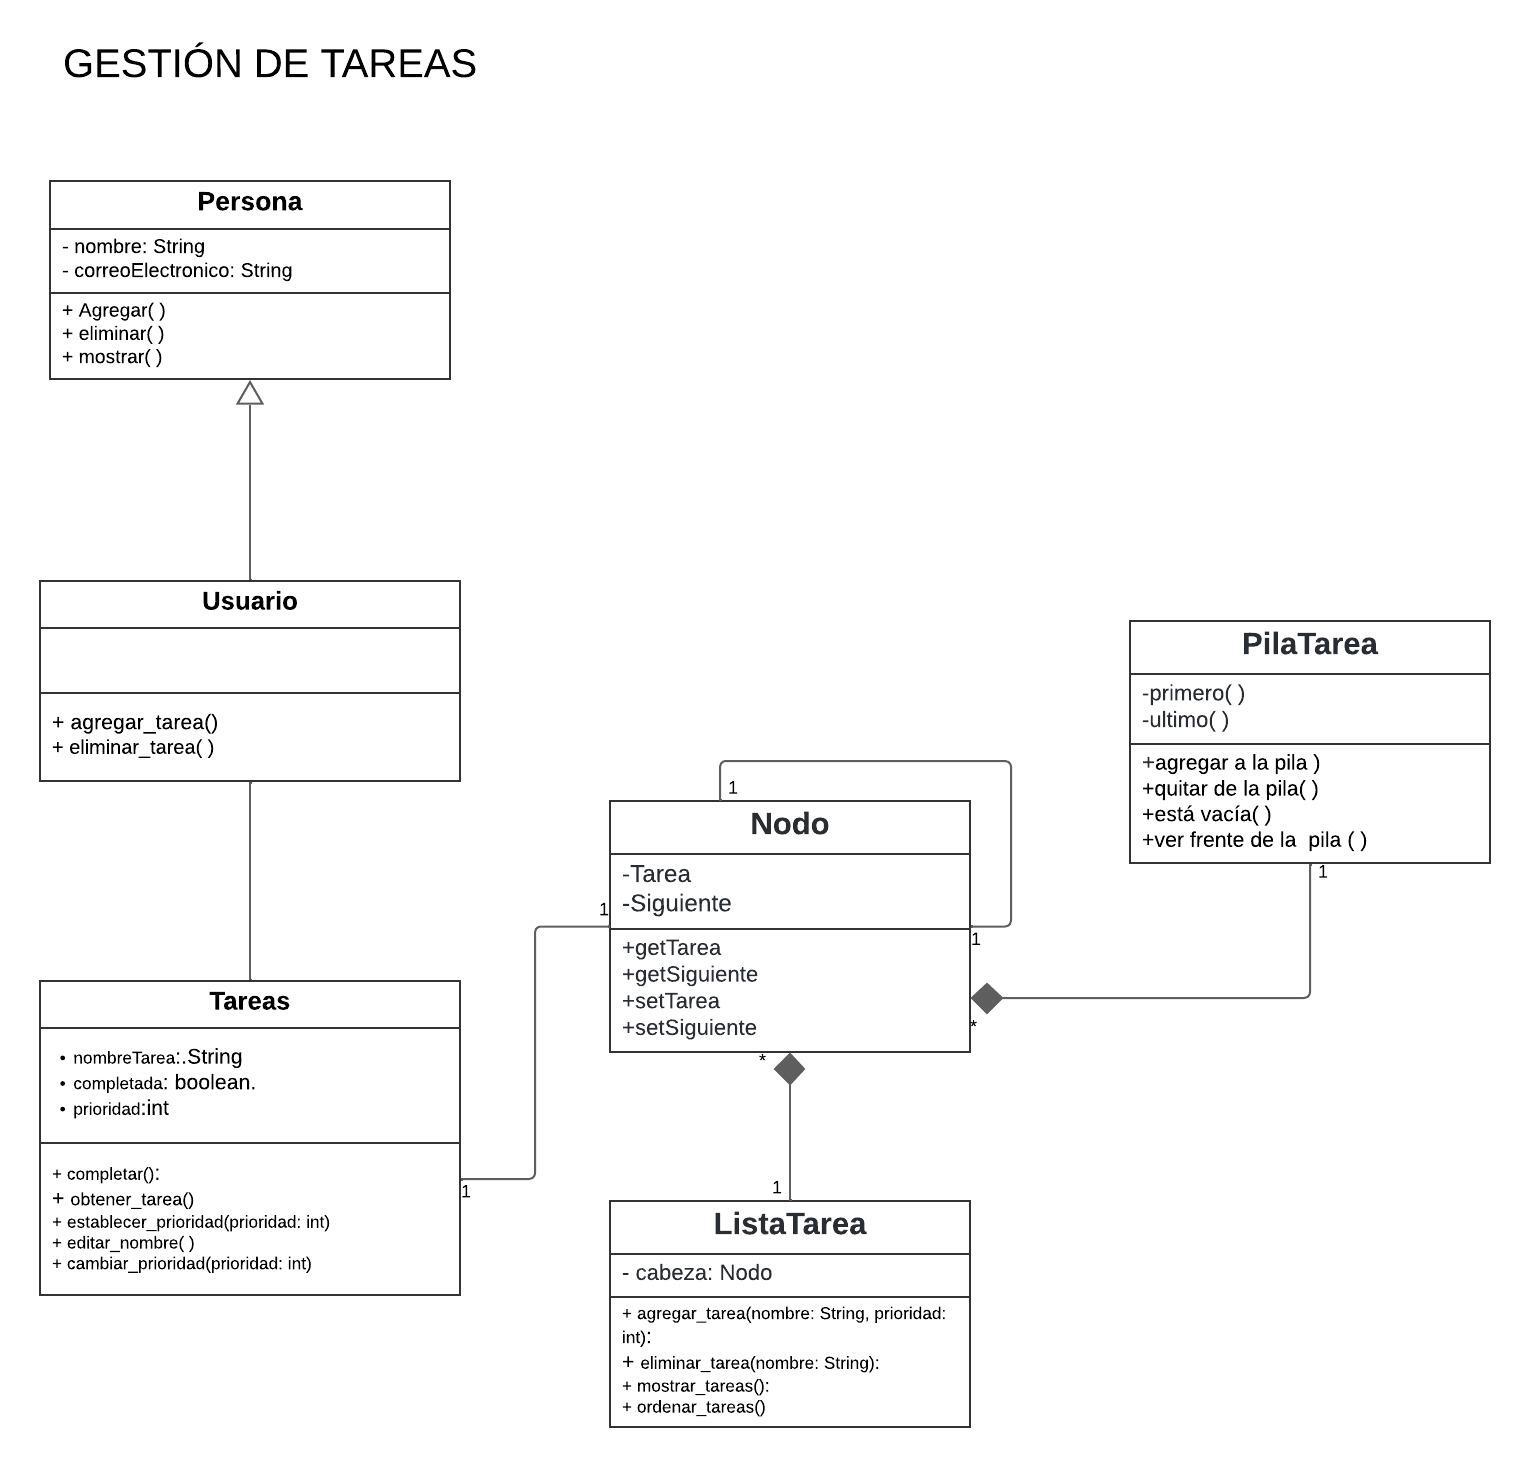 GESTIÓN DE TAREAS
Persona
- nombre: String
- correoElectronico: String
+ Agregar( )
+ eliminar( )
+ mostrar( )
Usuario
+ agregar_tarea()
+ eliminar_tarea( )
Tareas
• nombreTarea:.String
• completada: boolean.
• prioridad:int
+ completar():
+ obtener_tarea()
+ establecer_prioridad(prioridad: int)
+ editar_nombre( )
+ cambiar_prioridad(prioridad: int)
1
1
1
Nodo
-Tarea
-Siguiente
+getTarea
+getSiguiente
+setTarea
+setSiguiente
1
*
*
1
ListaTarea
- cabeza: Nodo
+ agregar_tarea(nombre: String, prioridad:
int):
+ eliminar_tarea(nombre: String):
+ mostrar_tareas():
+ ordenar_tareas()
PilaTarea
-primero( )
-ultimo( )
+agregar a la pila )
+quitar de la pila( )
+está vacía( )
+ver frente de la  pila ( )
1